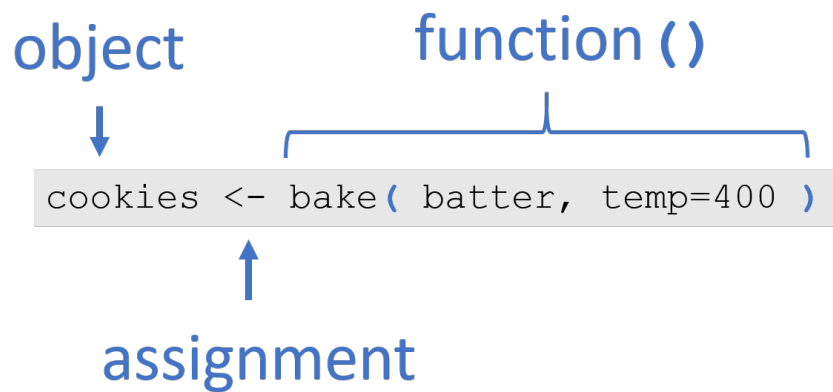 object function ()
cookies <- bake( batter, temp=400 )
assignment